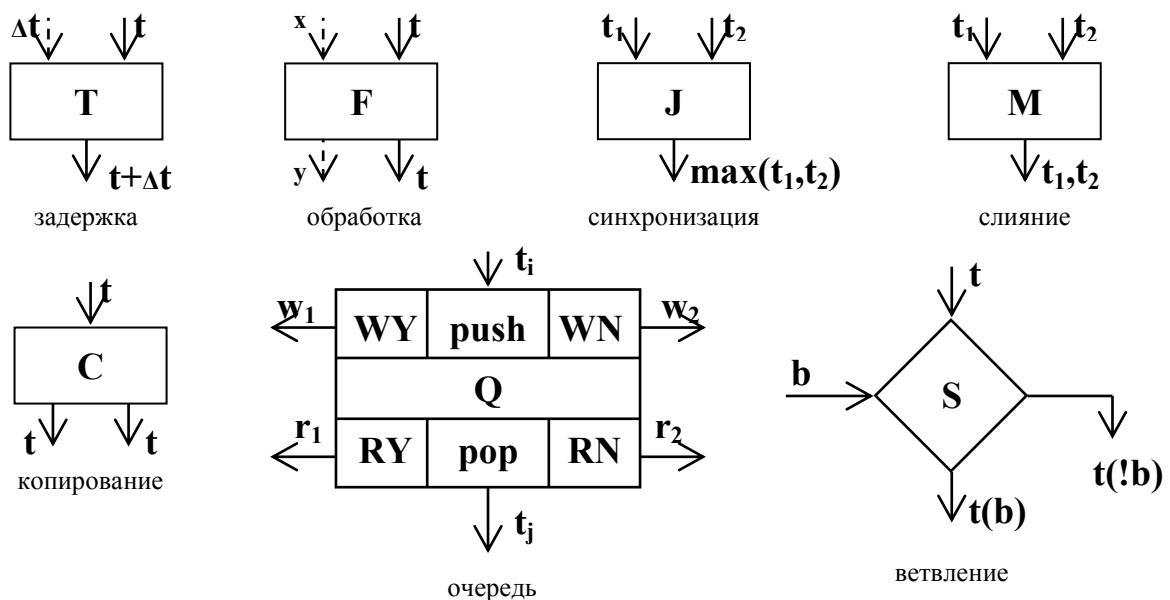 Δt t x t t₁ t₂ t₁ t₂
T F J M
t+Δt y t max(t₁,t₂) t₁,t₂
задержка обработка синхронизация слияние
t tᵢ t
w₁ WY push WN w₂
C Q b S
r₁ RY pop RN r₂
t t t(!b)
копирование tⱼ t(b)
очередь ветвление